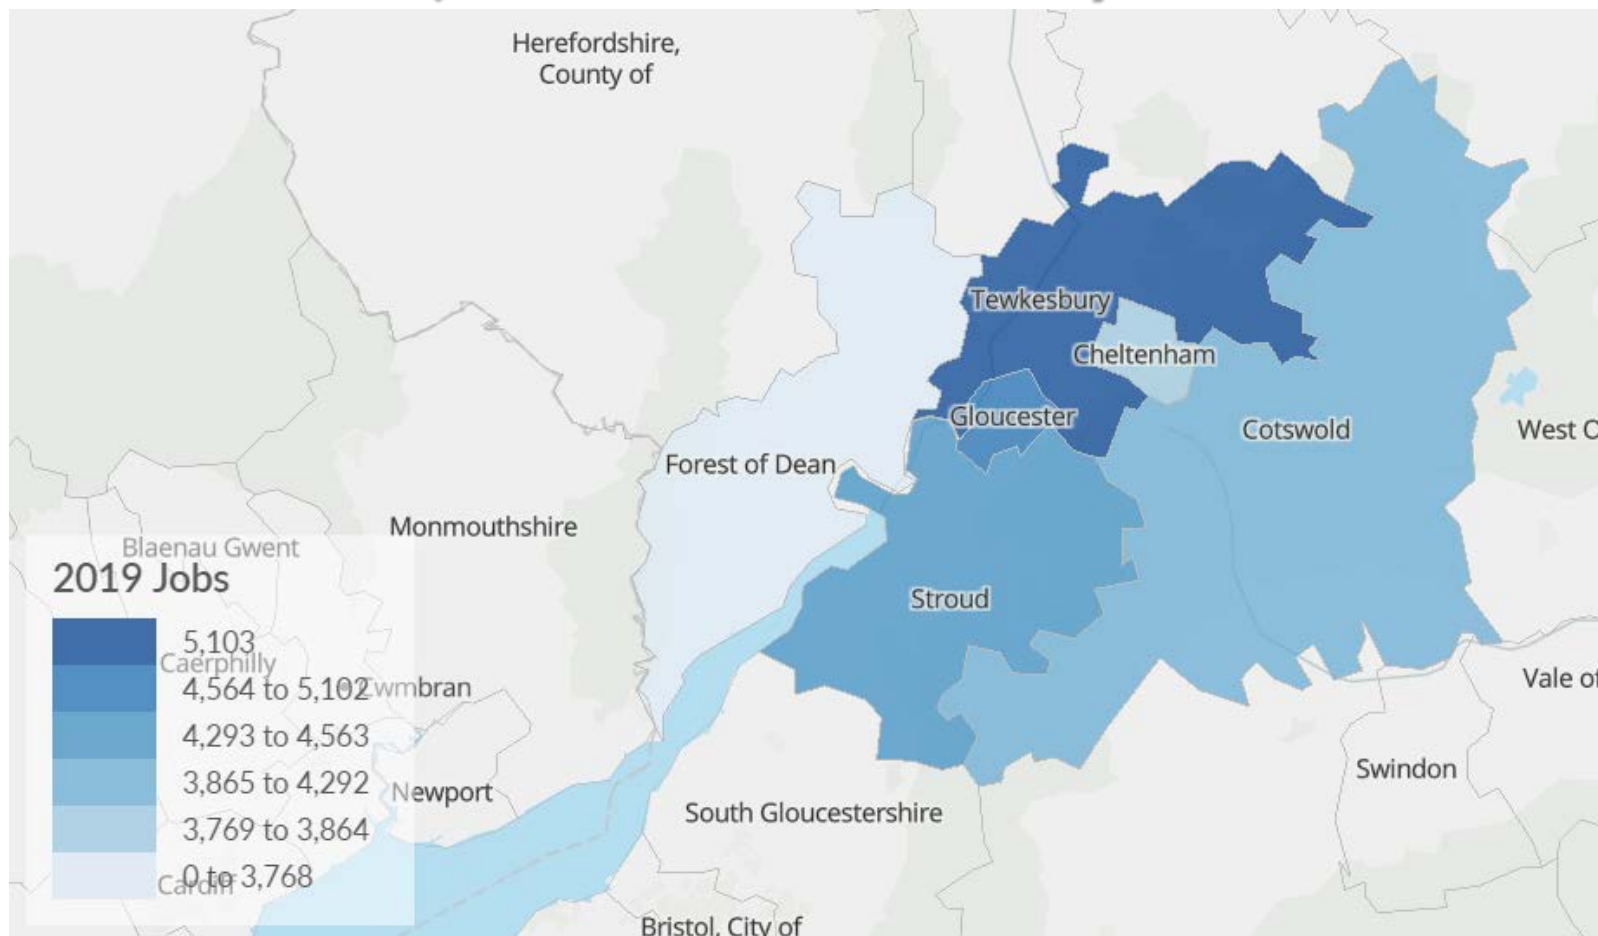 Herefordshire,
County of
Tewkesbury
Cheltenham
Gloucester
Cotswold
West O
Forest of Dean
Monmouthshire
Blaenau Gwent
2019 Jobs
Stroud
5,103
Caerphilly
4,564 to 5,102
Cwmbran
Vale of
4,293 to 4,563
3,865 to 4,292
Swindon
Newport
South Gloucestershire
3,769 to 3,864
0 to 3,768
Cardiff
Bristol, City of